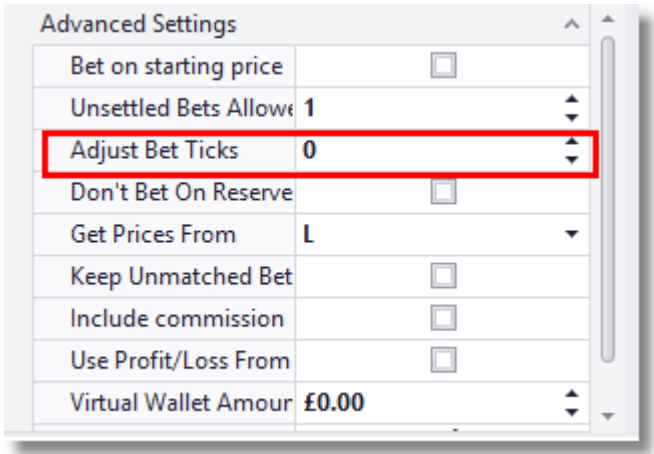 Advanced Settings
Bet on starting price
Unsettled Bets Allowe 1
Adjust Bet Ticks 0
Don't Bet On Reserve
Get Prices From L
Keep Unmatched Bet
Include commission
Use Profit/Loss From
Virtual Wallet Amour £0.00